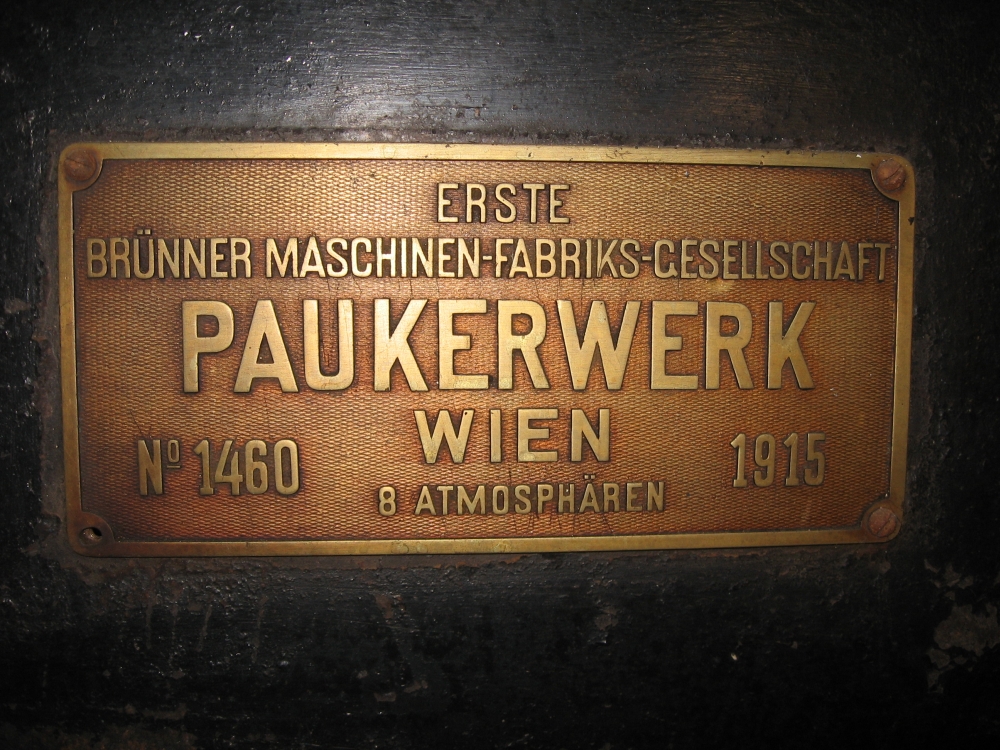 ERSTE
BRÜNNER MASCHINEN-FABRIKS-GESELLSCHAFT
PAUKERWERK
WIEN
Nº 1460 1915
8 ATMOSPHÄREN